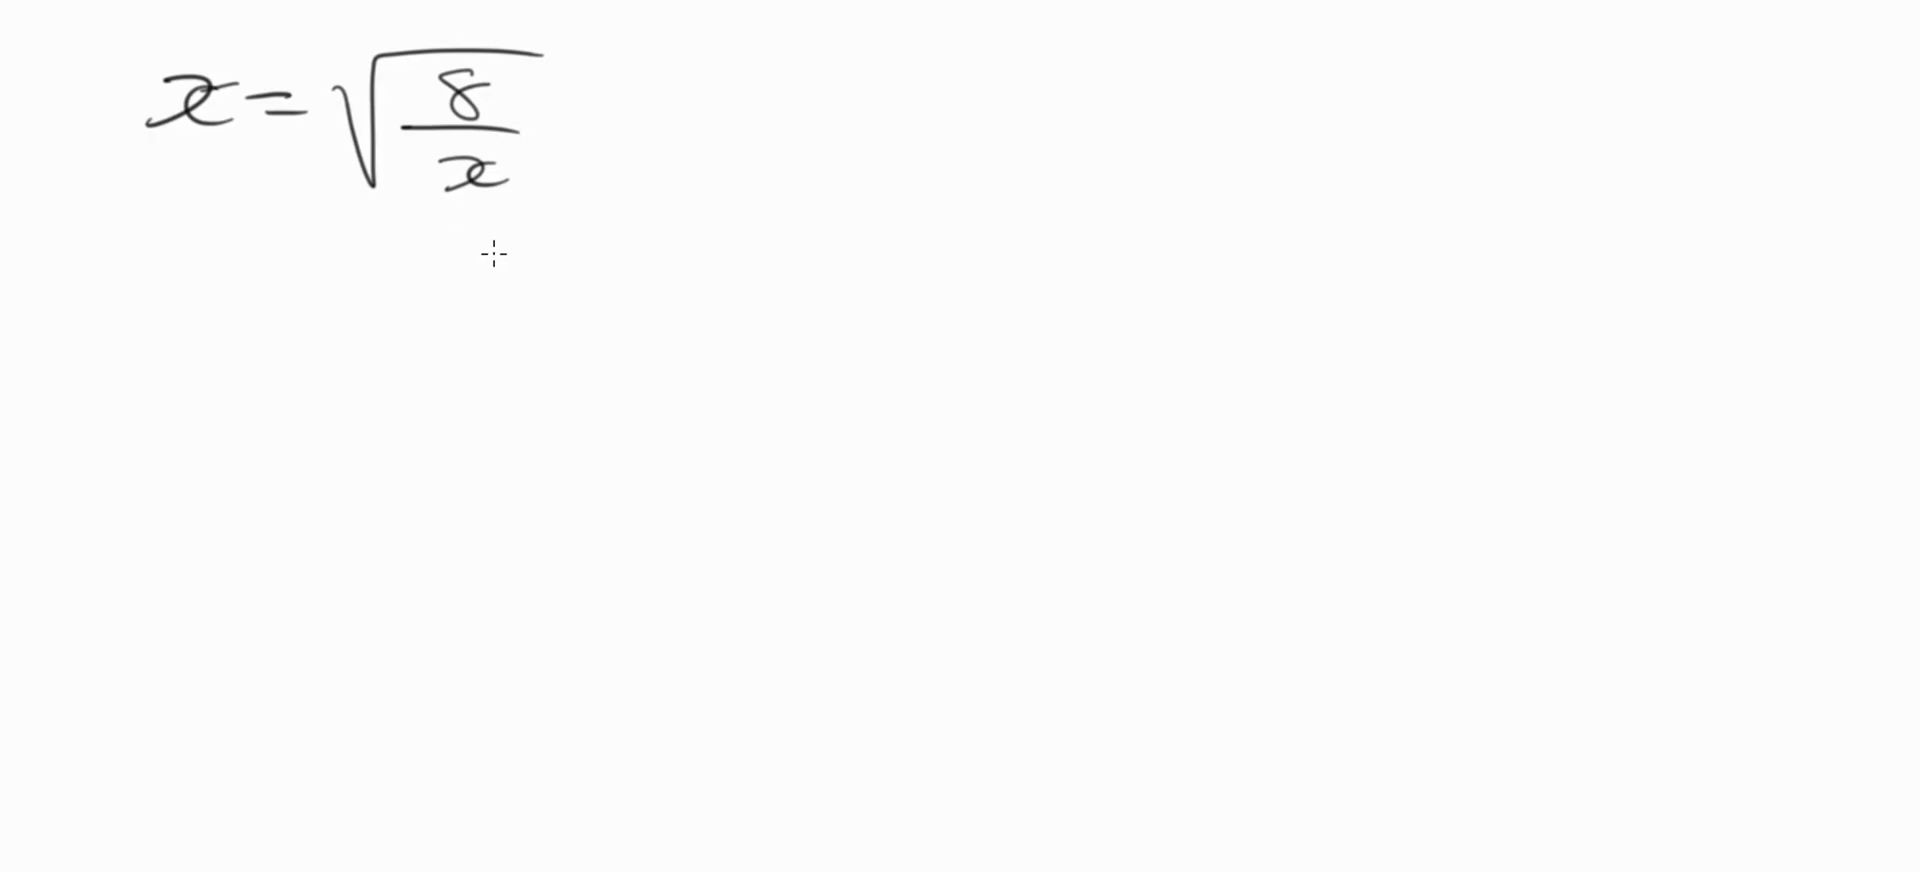 x = √(8/x)